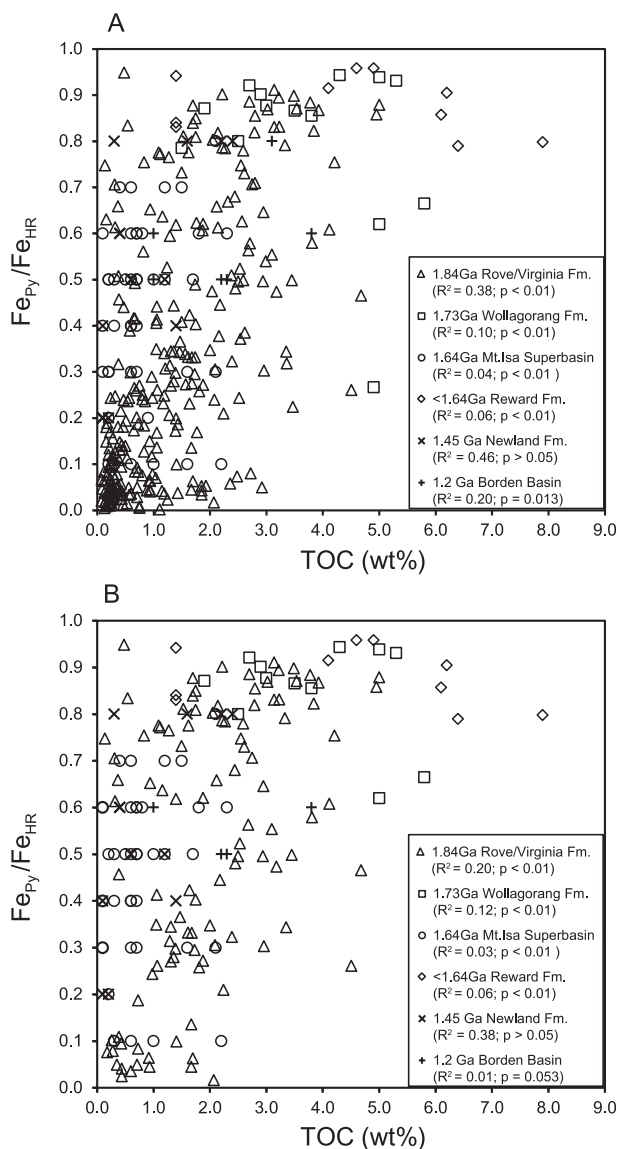 A
1.0
0.9
0.8
0.7
0.6
0.5
0.4
0.3
0.2
0.1
0.0
FePy/FeHR
0.0 1.0 2.0 3.0 4.0 5.0 6.0 7.0 8.0 9.0
TOC (wt%)
1.84Ga Rove/Virginia Fm.
(R² = 0.38; p < 0.01)
1.73Ga Wollagorang Fm.
(R² = 0.10; p < 0.01)
1.64Ga Mt.Isa Superbasin
(R² = 0.04; p < 0.01 )
<1.64Ga Reward Fm.
(R² = 0.06; p < 0.01)
1.45 Ga Newland Fm.
(R² = 0.46; p > 0.05)
1.2 Ga Borden Basin
(R² = 0.20; p = 0.013)
B
1.0
0.9
0.8
0.7
0.6
0.5
0.4
0.3
0.2
0.1
0.0
FePy/FeHR
0.0 1.0 2.0 3.0 4.0 5.0 6.0 7.0 8.0 9.0
TOC (wt%)
1.84Ga Rove/Virginia Fm.
(R² = 0.20; p < 0.01)
1.73Ga Wollagorang Fm.
(R² = 0.12; p < 0.01)
1.64Ga Mt.Isa Superbasin
(R² = 0.03; p < 0.01 )
<1.64Ga Reward Fm.
(R² = 0.06; p < 0.01)
1.45 Ga Newland Fm.
(R² = 0.38; p > 0.05)
1.2 Ga Borden Basin
(R² = 0.01; p = 0.053)